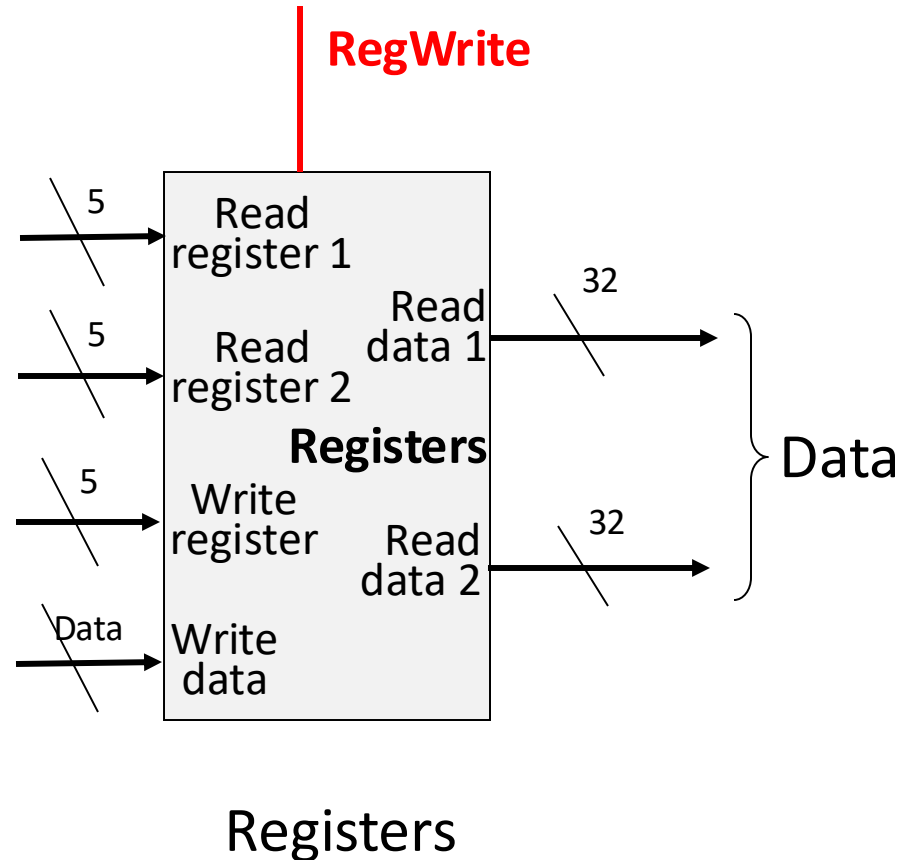 RegWrite
5
Read
register 1
32
Read
data 1
5
Read
register 2
Registers
Data
5
Write
register
32
Read
data 2
Data
Write
data
Registers